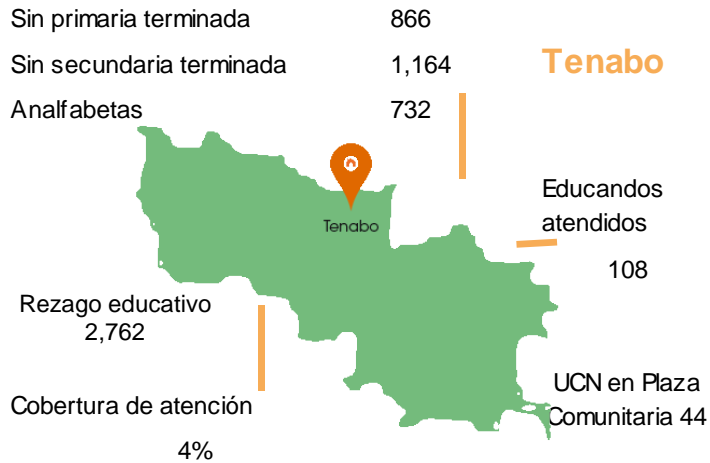 Sin primaria terminada 866
Sin secundaria terminada 1,164
Tenabo
Analfabetas 732
Tenabo
Educandos
atendidos
108
Rezago educativo
2,762
Cobertura de atención
4%
UCN en Plaza
Comunitaria 44